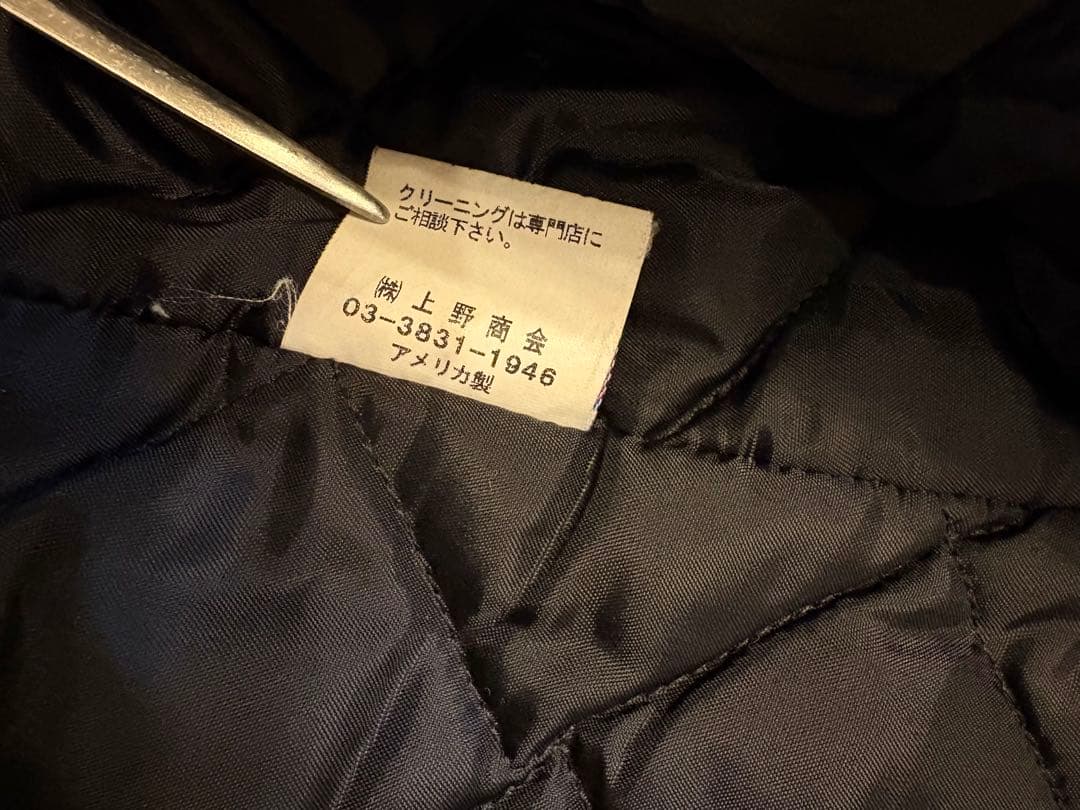 クリーニングは専門店に
ご相談下さい。
㈱ 上野商会
03-3831-1946
アメリカ製